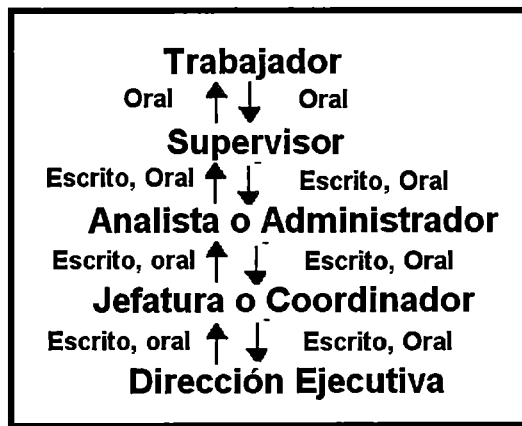 Trabajador
Oral Oral
Supervisor
Escrito, Oral Escrito, Oral
Analista o Administrador
Escrito, oral Escrito, Oral
Jefatura o Coordinador
Escrito, oral Escrito, Oral
Dirección Ejecutiva